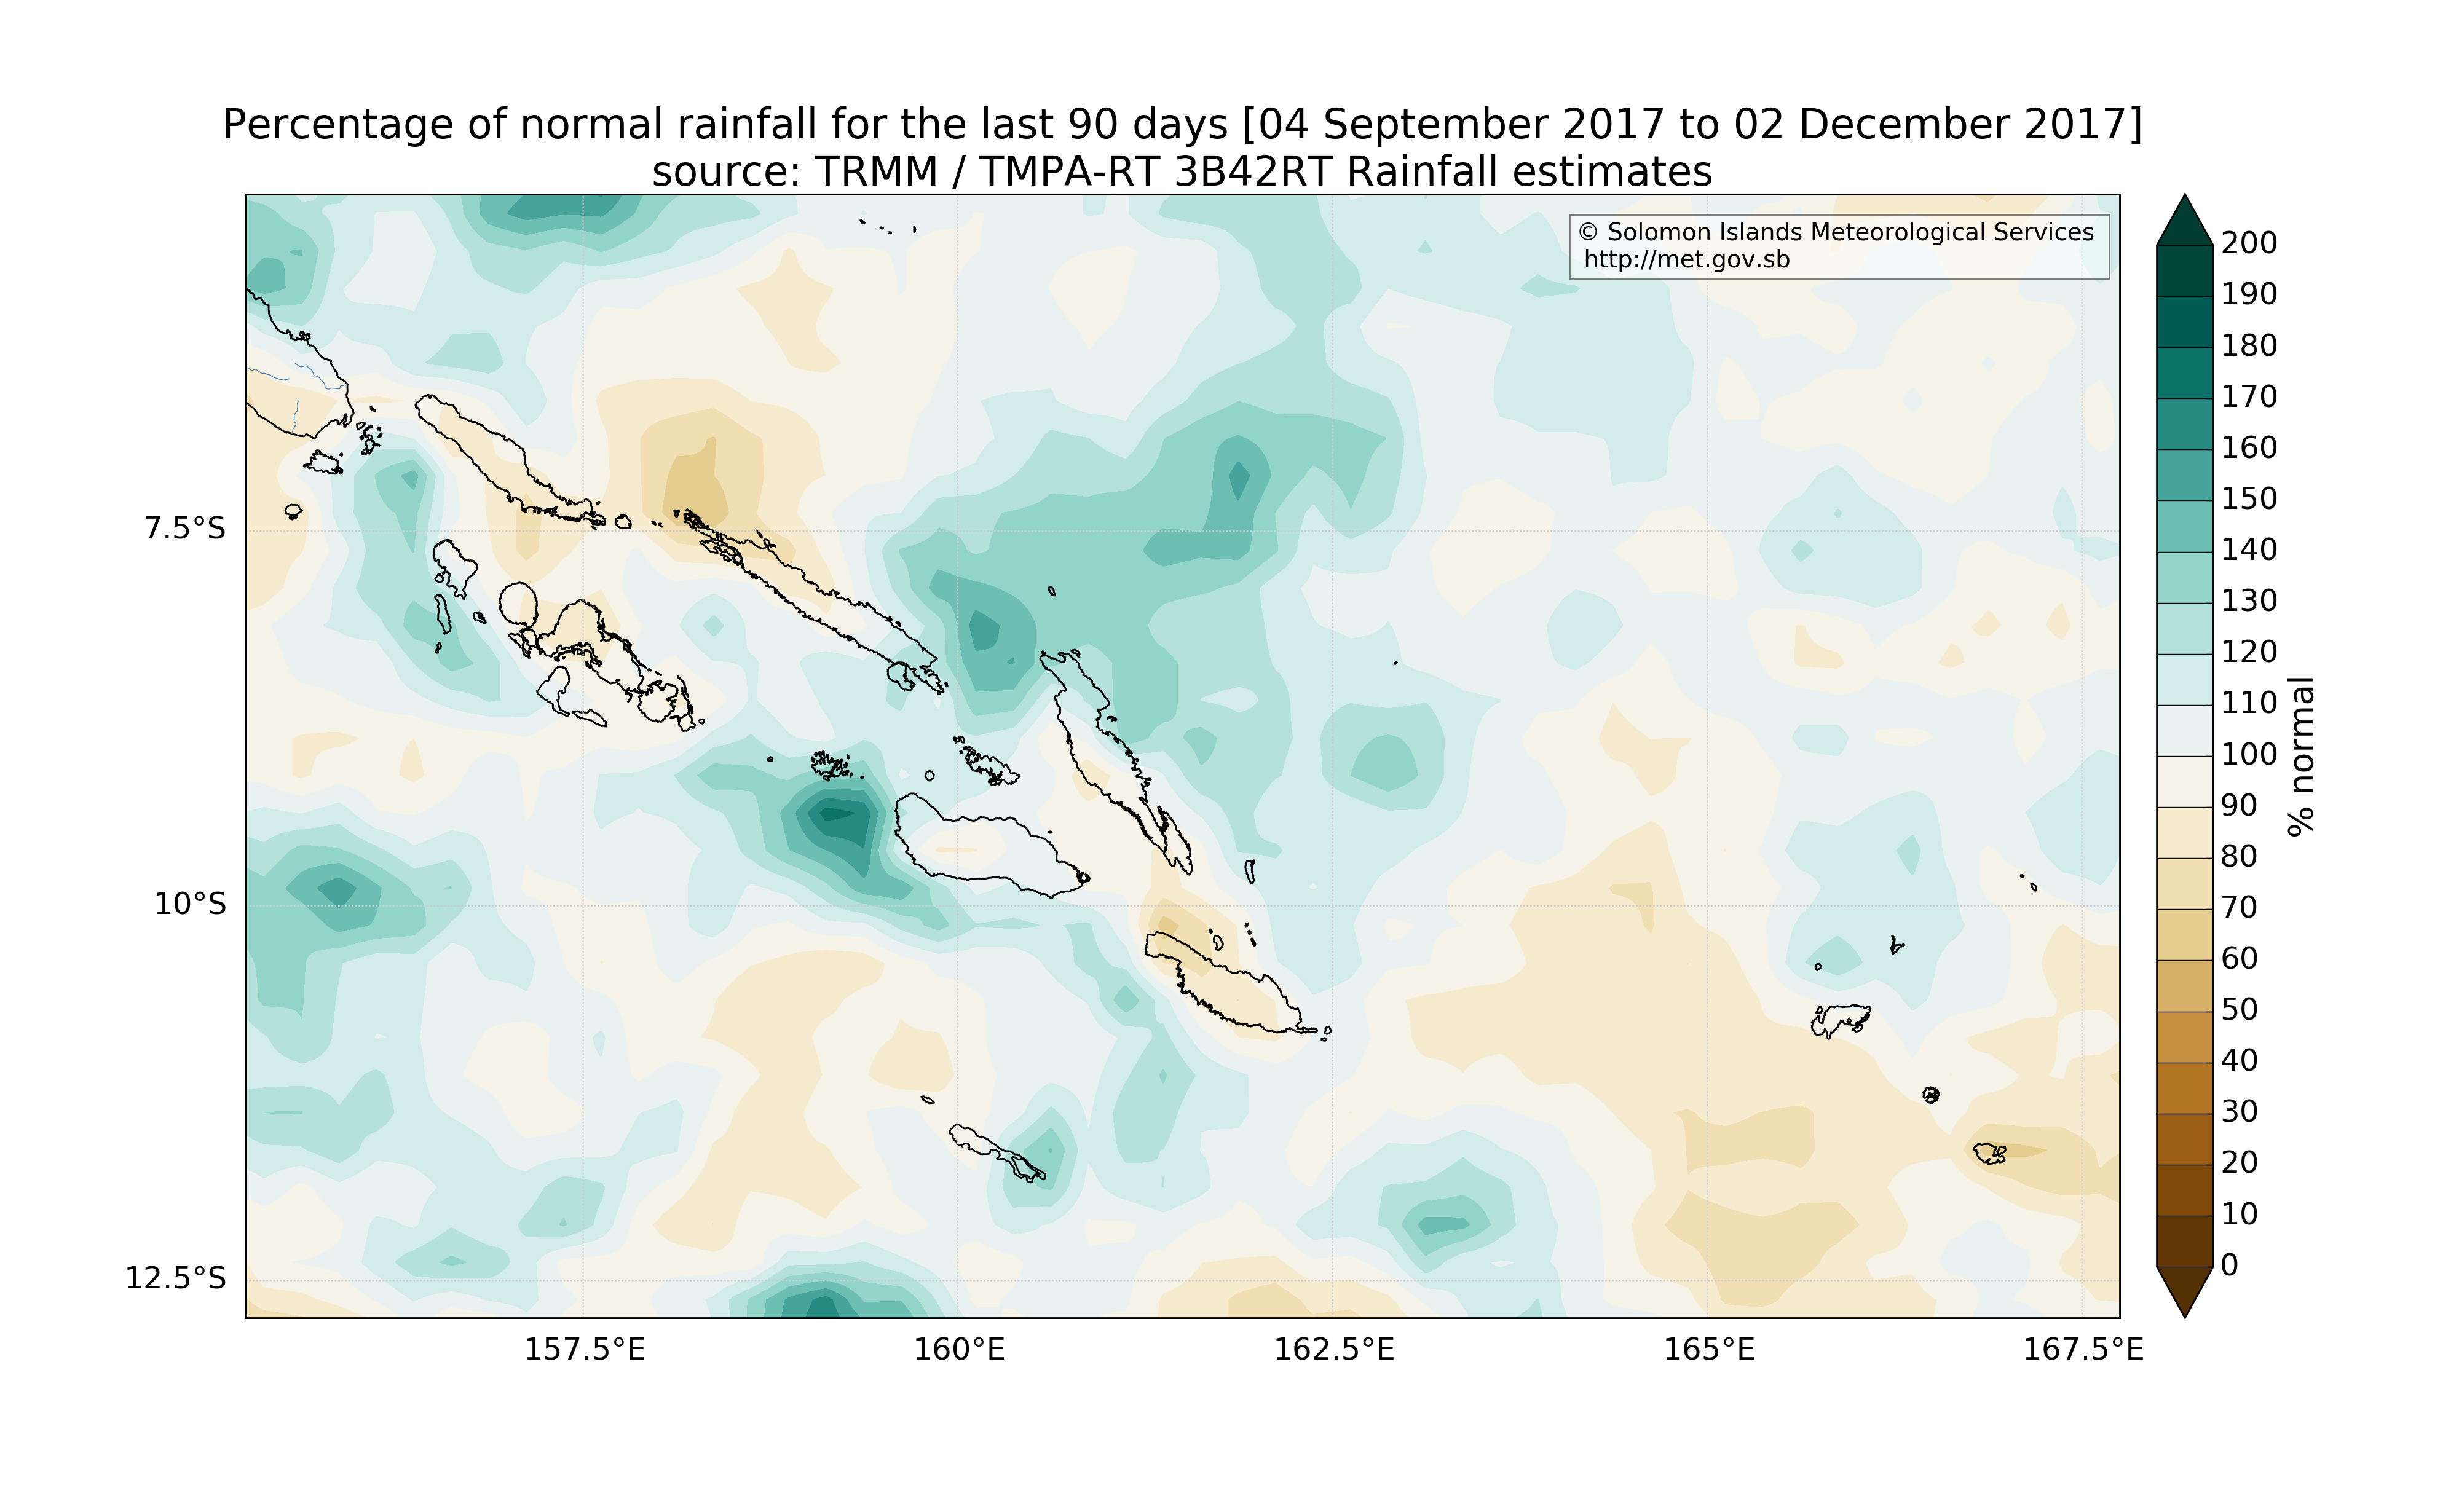 Percentage of normal rainfall for the last 90 days [04 September 2017 to 02 December 2017]
source: TRMM / TMPA-RT 3B42RT Rainfall estimates
© Solomon Islands Meteorological Services
http://met.gov.sb
7.5°S
10°S
12.5°S
157.5°E
160°E
162.5°E
165°E
167.5°E
200
190
180
170
160
150
140
130
120
110
100
90
80
70
60
50
40
30
20
10
0
% normal